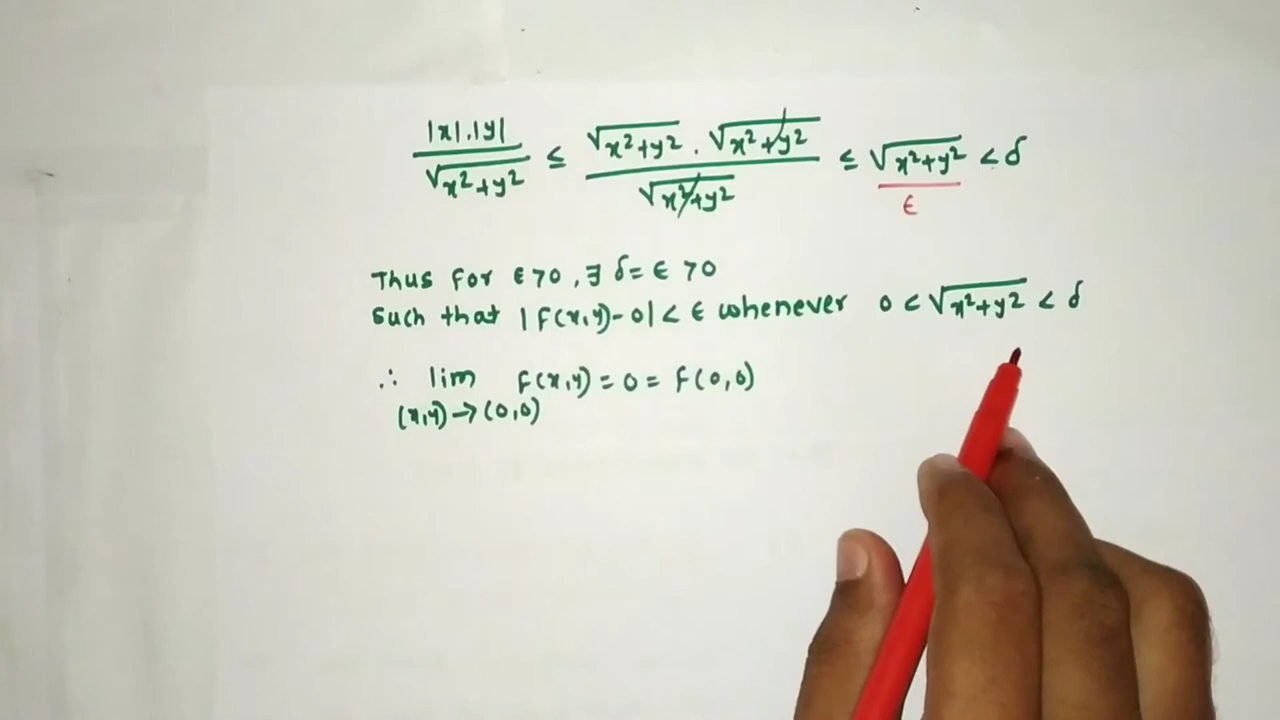 |x|.|y| / √x²+y² ≤ √x²+y² . √x²+y² / √x²+y² ≤ √x²+y² < δ
ϵ
Thus for ϵ>0, ∃ δ=ϵ >0
Such that |f(x,y)-0| < ϵ whenever 0 < √x²+y² < δ
∴ lim f(x,y) = 0 = f(0,0)
(x,y)→(0,0)